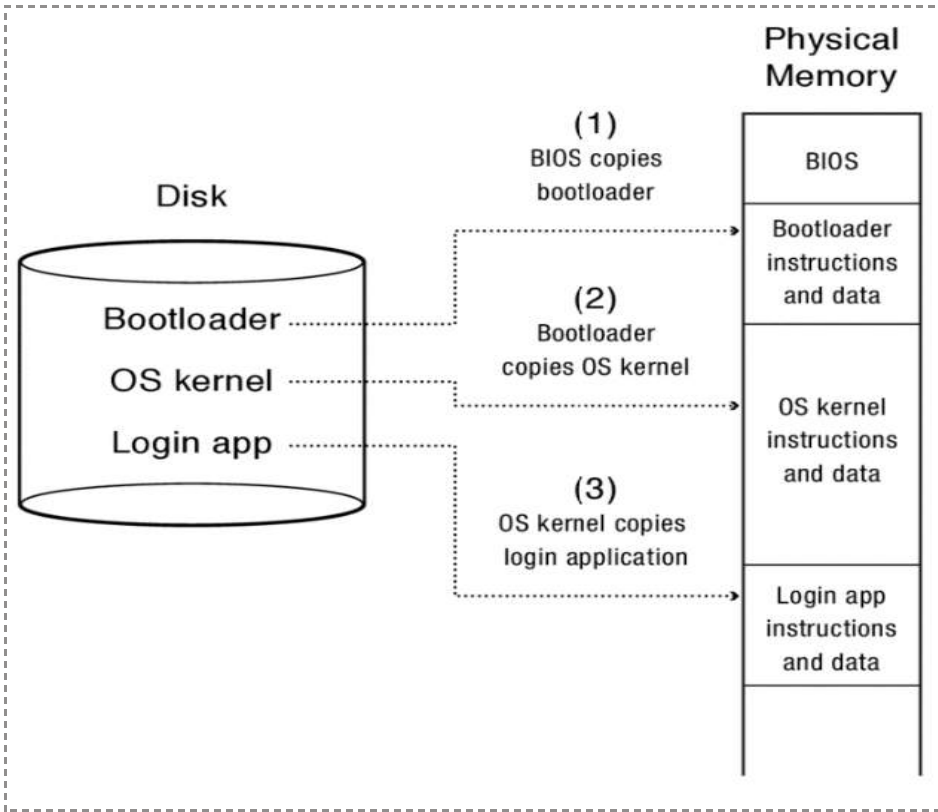 Physical
Memory
(1)
BIOS copies
bootloader
BIOS
Disk
Bootloader
instructions
and data
Bootloader
(2)
Bootloader
copies OS kernel
OS kernel
OS kernel
instructions
and data
Login app
(3)
OS kernel copies
login application
Login app
instructions
and data